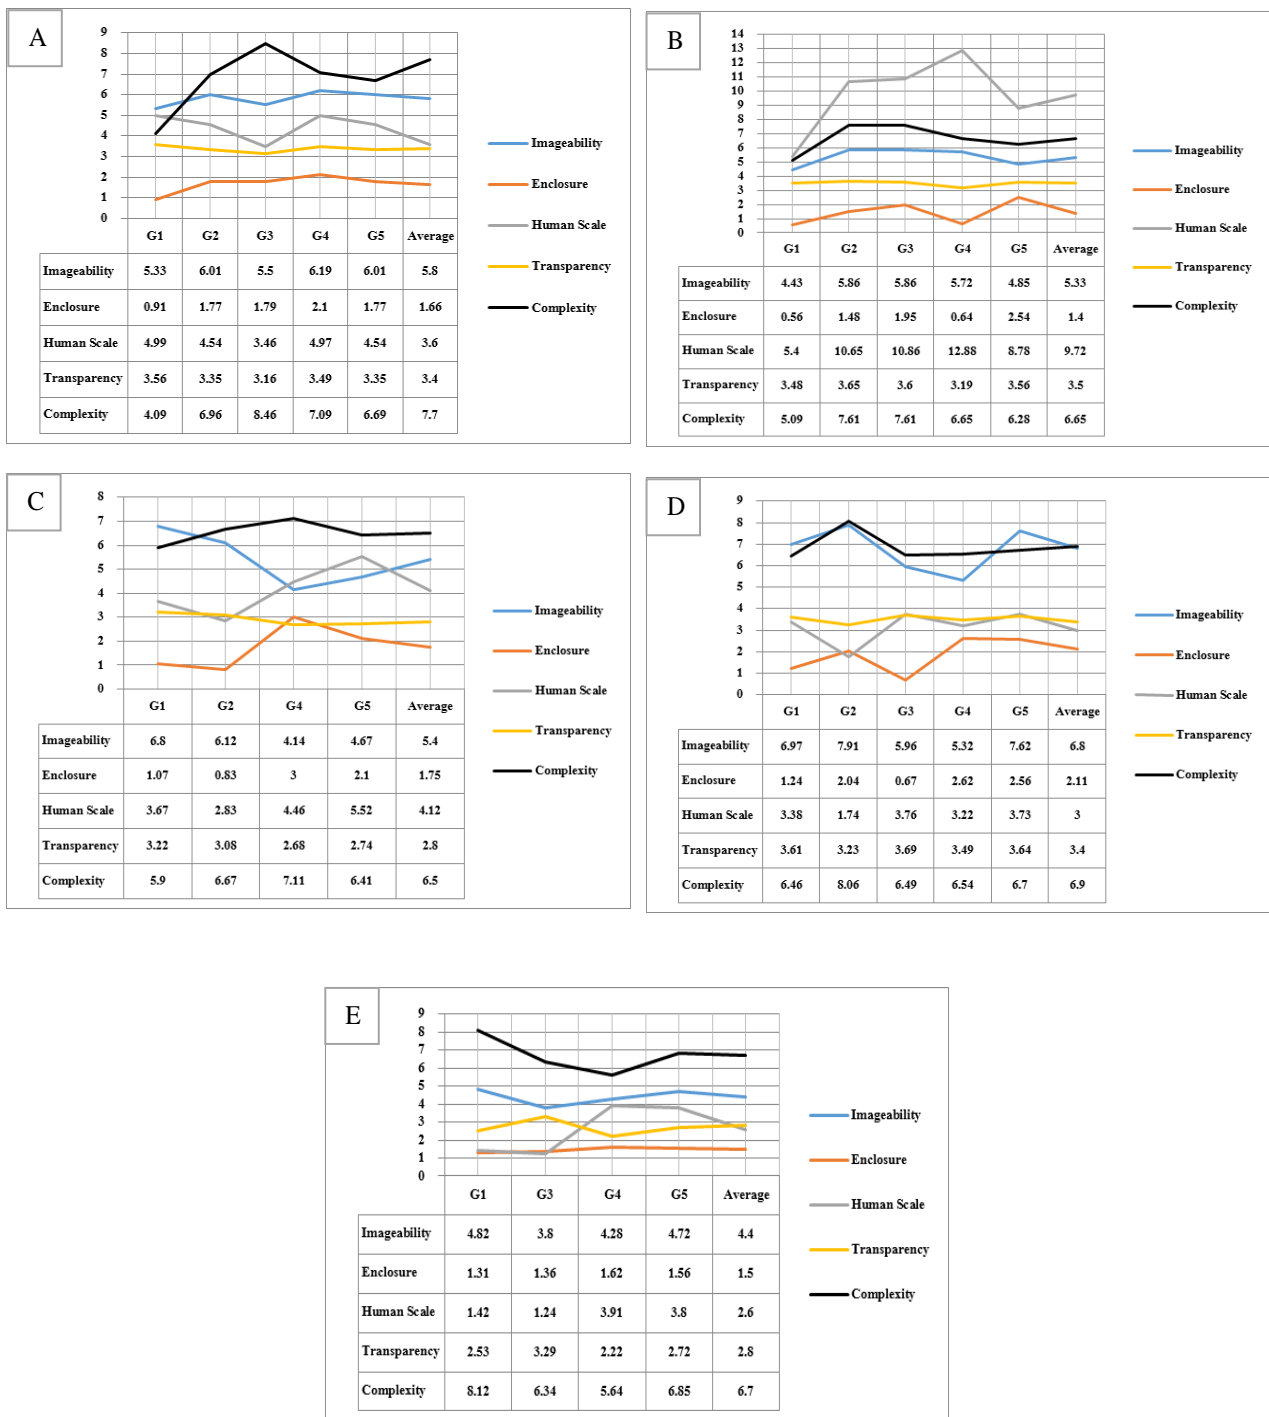 A
9
8
7
6
5
4
3
2
1
0
G1 G2 G3 G4 G5 Average
Imageability 5.33 6.01 5.5 6.19 6.01 5.8
Enclosure 0.91 1.77 1.79 2.1 1.77 1.66
Human Scale 4.99 4.54 3.46 4.97 4.54 3.6
Transparency 3.56 3.35 3.16 3.49 3.35 3.4
Complexity 4.09 6.96 8.46 7.09 6.69 7.7
Imageability
Enclosure
Human Scale
Transparency
Complexity
B
14
13
12
11
10
9
8
7
6
5
4
3
2
1
0
G1 G2 G3 G4 G5 Average
Imageability 4.43 5.86 5.86 5.72 4.85 5.33
Enclosure 0.56 1.48 1.95 0.64 2.54 1.4
Human Scale 5.4 10.65 10.86 12.88 8.78 9.72
Transparency 3.48 3.65 3.6 3.19 3.56 3.5
Complexity 5.09 7.61 7.61 6.65 6.28 6.65
Imageability
Enclosure
Human Scale
Transparency
Complexity
C
8
7
6
5
4
3
2
1
0
G1 G2 G4 G5 Average
Imageability 6.8 6.12 4.14 4.67 5.4
Enclosure 1.07 0.83 3 2.1 1.75
Human Scale 3.67 2.83 4.46 5.52 4.12
Transparency 3.22 3.08 2.68 2.74 2.8
Complexity 5.9 6.67 7.11 6.41 6.5
Imageability
Enclosure
Human Scale
Transparency
Complexity
D
9
8
7
6
5
4
3
2
1
0
G1 G2 G3 G4 G5 Average
Imageability 6.97 7.91 5.96 5.32 7.62 6.8
Enclosure 1.24 2.04 0.67 2.62 2.56 2.11
Human Scale 3.38 1.74 3.76 3.22 3.73 3
Transparency 3.61 3.23 3.69 3.49 3.64 3.4
Complexity 6.46 8.06 6.49 6.54 6.7 6.9
Imageability
Enclosure
Human Scale
Transparency
Complexity
E
9
8
7
6
5
4
3
2
1
0
G1 G3 G4 G5 Average
Imageability 4.82 3.8 4.28 4.72 4.4
Enclosure 1.31 1.36 1.62 1.56 1.5
Human Scale 1.42 1.24 3.91 3.8 2.6
Transparency 2.53 3.29 2.22 2.72 2.8
Complexity 8.12 6.34 5.64 6.85 6.7
Imageability
Enclosure
Human Scale
Transparency
Complexity